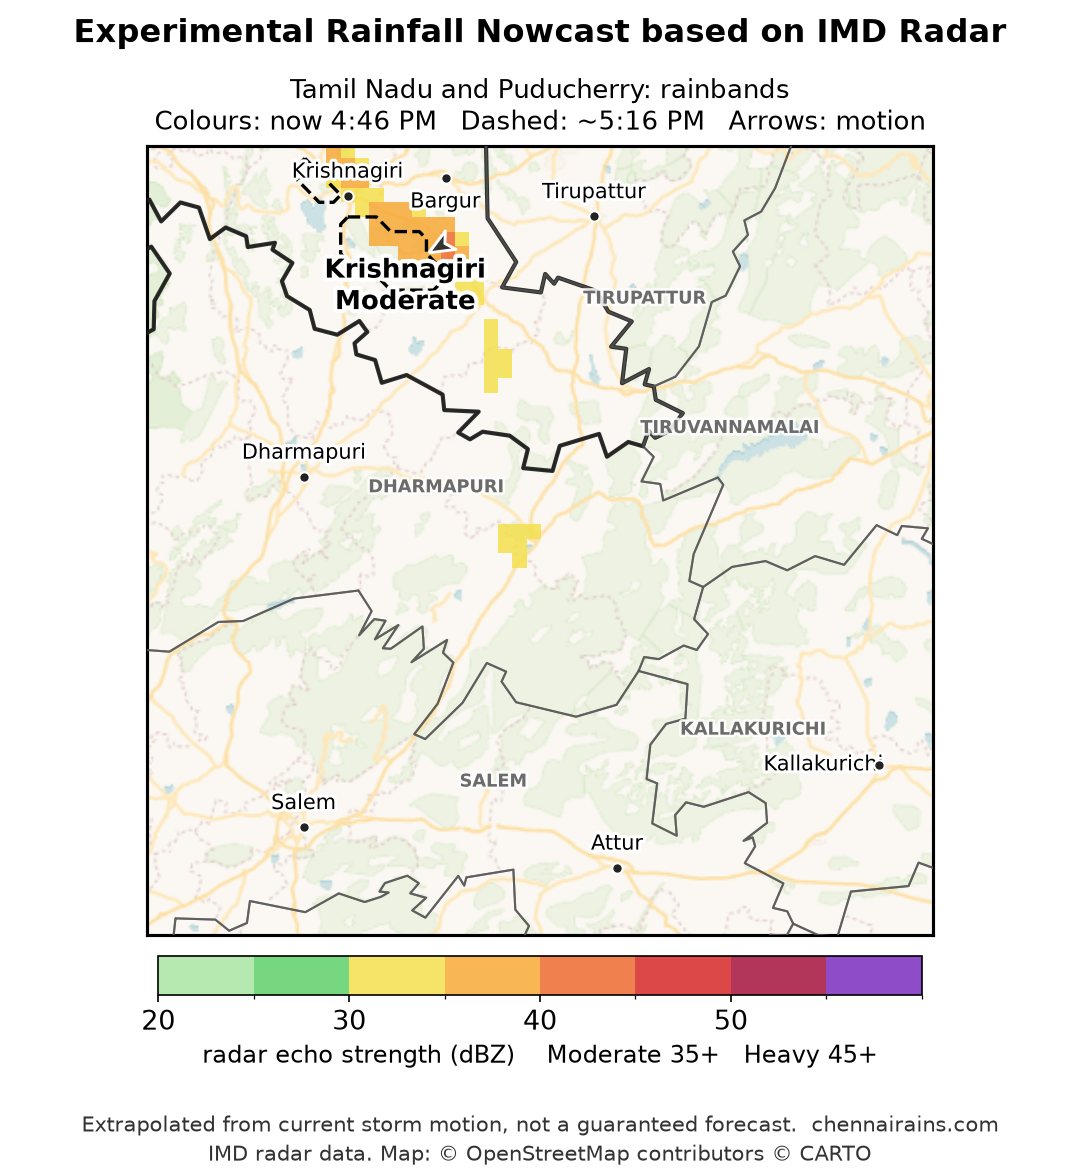 Experimental Rainfall Nowcast based on IMD Radar
Tamil Nadu and Puducherry: rainbands
Colours: now 4:46 PM   Dashed: ~5:16 PM   Arrows: motion
Krishnagiri
Bargur
Tirupattur
Krishnagiri
Moderate
TIRUPATTUR
TIRUVANNAMALAI
Dharmapuri
DHARMAPURI
KALLAKURICHI
Kallakurichi
SALEM
Salem
Attur
20 30 40 50
radar echo strength (dBZ)   Moderate 35+   Heavy 45+
Extrapolated from current storm motion, not a guaranteed forecast.  chennairains.com
IMD radar data. Map: © OpenStreetMap contributors © CARTO